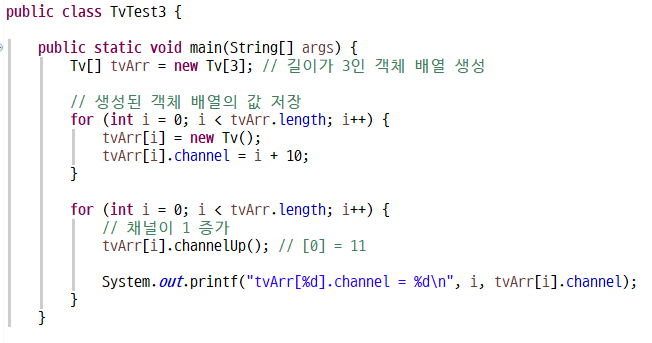 public class TvTest3 {
public static void main(String[] args) {
Tv[] tvArr = new Tv[3]; // 길이가 3인 객체 배열 생성
// 생성된 객체 배열의 값 저장
for (int i = 0; i < tvArr.length; i++) {
tvArr[i] = new Tv();
tvArr[i].channel = i + 10;
}
for (int i = 0; i < tvArr.length; i++) {
// 채널이 1 증가
tvArr[i].channelUp(); // [0] = 11
System.out.printf("tvArr[%d].channel = %d\n", i, tvArr[i].channel);
}
}